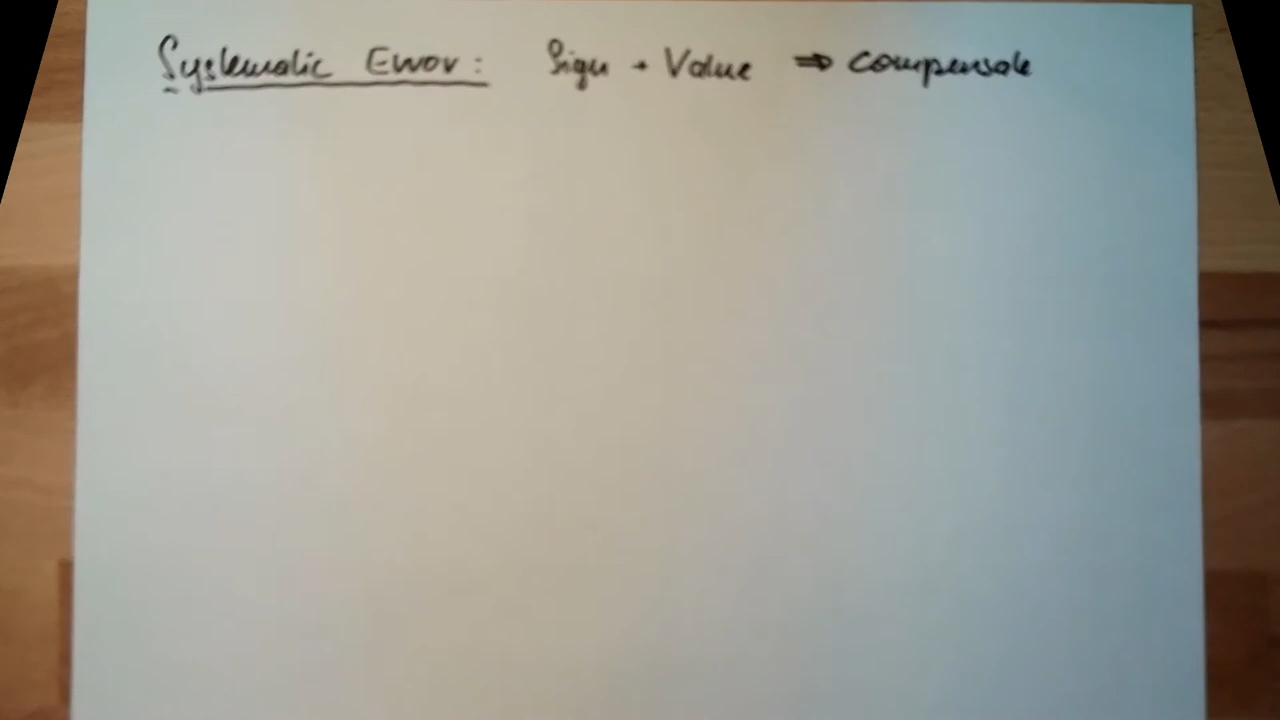 Systematic Error: Sign + Value ⇒ compensate